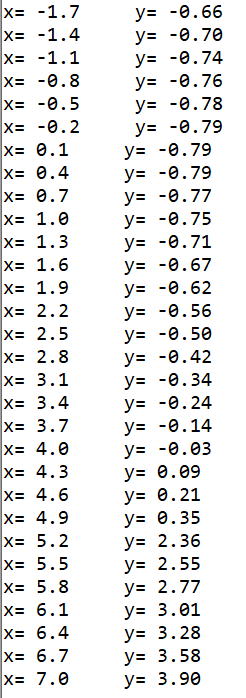 x= -1.7     y= -0.66
x= -1.4     y= -0.70
x= -1.1     y= -0.74
x= -0.8     y= -0.76
x= -0.5     y= -0.78
x= -0.2     y= -0.79
x= 0.1     y= -0.79
x= 0.4     y= -0.79
x= 0.7     y= -0.77
x= 1.0     y= -0.75
x= 1.3     y= -0.71
x= 1.6     y= -0.67
x= 1.9     y= -0.62
x= 2.2     y= -0.56
x= 2.5     y= -0.50
x= 2.8     y= -0.42
x= 3.1     y= -0.34
x= 3.4     y= -0.24
x= 3.7     y= -0.14
x= 4.0     y= -0.03
x= 4.3     y= 0.09
x= 4.6     y= 0.21
x= 4.9     y= 0.35
x= 5.2     y= 2.36
x= 5.5     y= 2.55
x= 5.8     y= 2.77
x= 6.1     y= 3.01
x= 6.4     y= 3.28
x= 6.7     y= 3.58
x= 7.0     y= 3.90